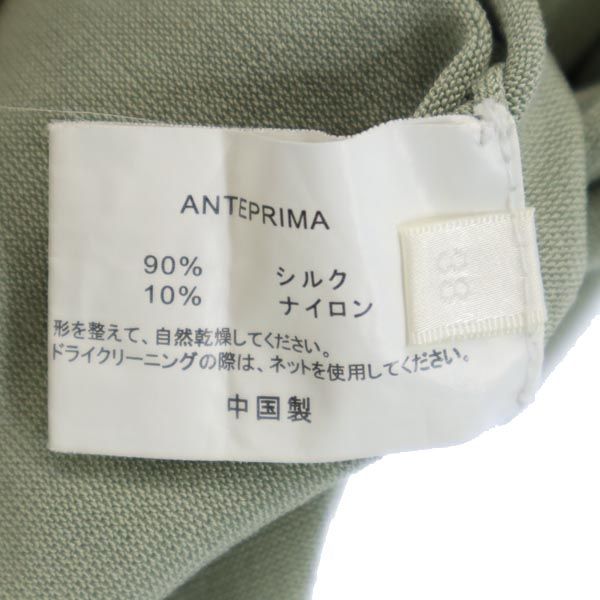 ANTEPRIMA
90% シルク
10% ナイロン
形を整えて、自然乾燥してください。
ドライクリーニングの際は、ネットを使用してください。
中国製
38